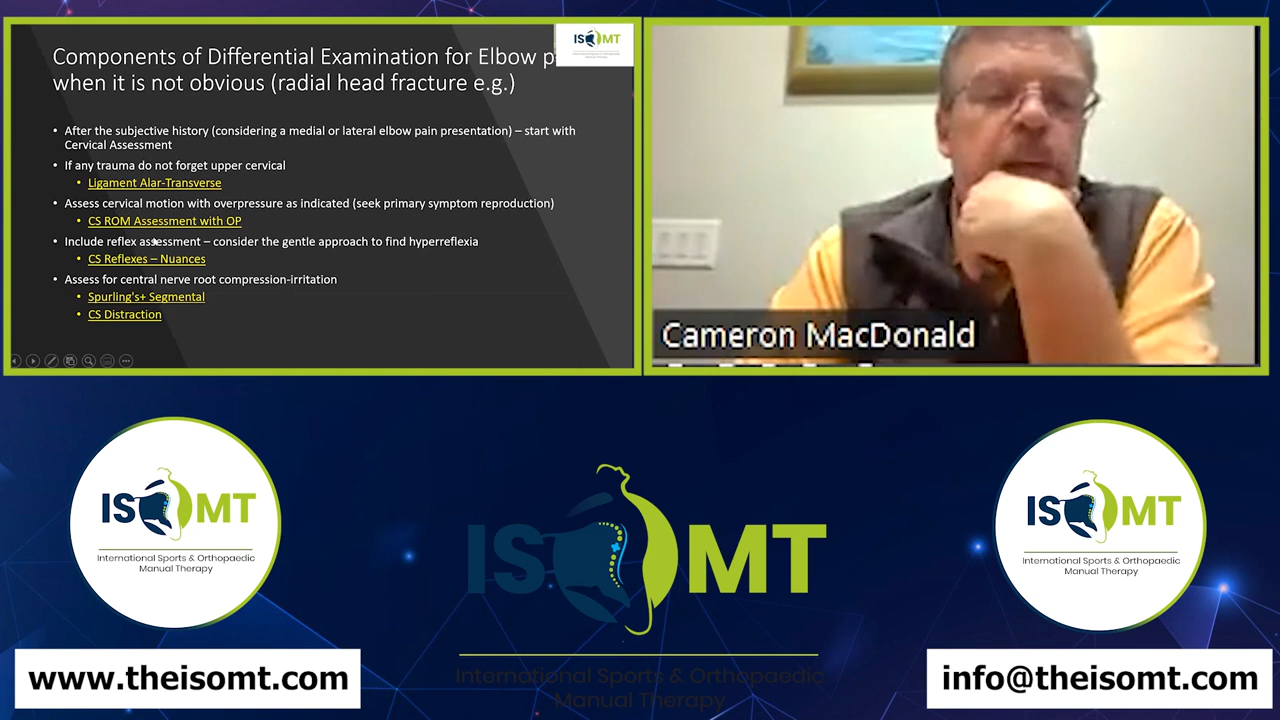 Components of Differential Examination for Elbow
when it is not obvious (radial head fracture e.g.)
ISOMT
• After the subjective history (considering a medial or lateral elbow pain presentation) – start with
Cervical Assessment
• If any trauma do not forget upper cervical
• Ligament Alar-Transverse
• Assess cervical motion with overpressure as indicated (seek primary symptom reproduction)
• CS ROM Assessment with OP
• Include reflex assessment – consider the gentle approach to find hyperreflexia
• CS Reflexes – Nuances
• Assess for central nerve root compression-irritation
• Spurling's+ Segmental
• CS Distraction
Cameron MacDonald
ISOMT
International Sports & Orthopaedic
Manual Therapy
ISOMT
International Sports & Orthopaedic
Manual Therapy
ISOMT
International Sports & Orthopaedic
Manual Therapy
www.theisomt.com
info@theisomt.com